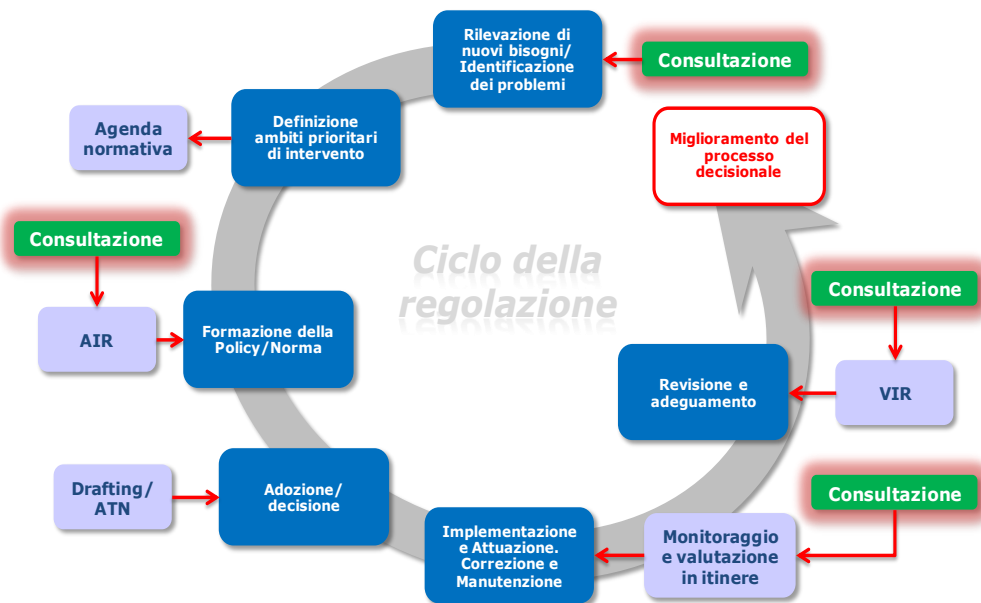 Rilevazione di
nuovi bisogni/
Identificazione
dei problemi
Consultazione
Agenda
normativa
Definizione
ambiti prioritari
di intervento
Miglioramento del
processo
decisionale
Consultazione
Ciclo della
regolazione
Consultazione
AIR
Formazione della
Policy/Norma
Revisione e
adeguamento
VIR
Drafting/
ATN
Adozione/
decisione
Consultazione
Implementazione
e Attuazione.
Correzione e
Manutenzione
Monitoraggio
e valutazione
in itinere